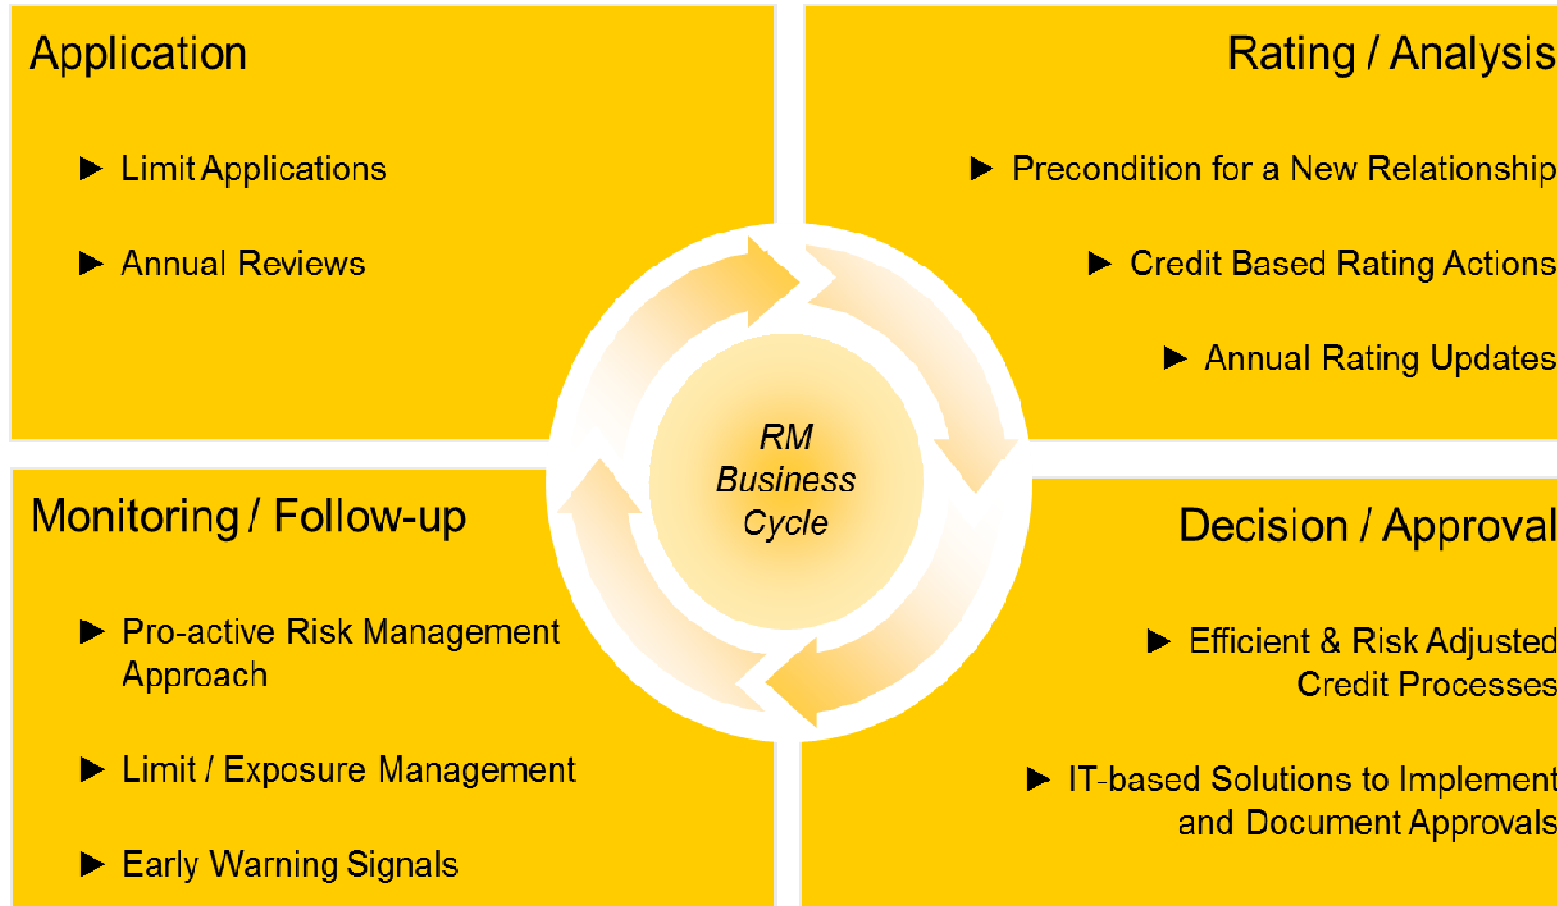 Application
► Limit Applications
► Annual Reviews
Rating / Analysis
► Precondition for a New Relationship
► Credit Based Rating Actions
► Annual Rating Updates
RM
Business
Cycle
Monitoring / Follow-up
► Pro-active Risk Management
Approach
► Limit / Exposure Management
► Early Warning Signals
Decision / Approval
► Efficient & Risk Adjusted
Credit Processes
► IT-based Solutions to Implement
and Document Approvals